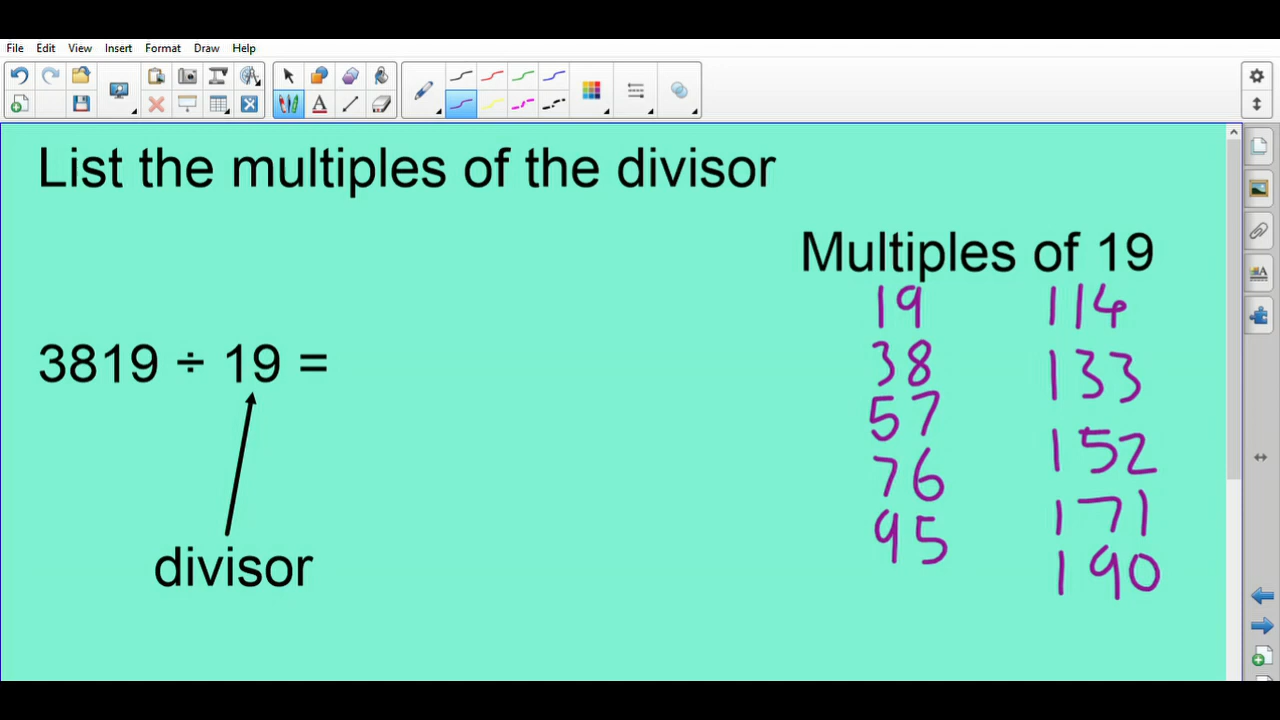 File Edit View Insert Format Draw Help
List the multiples of the divisor
Multiples of 19
19 114
38 133
3819 ÷ 19 =
57 152
76 171
95 190
divisor